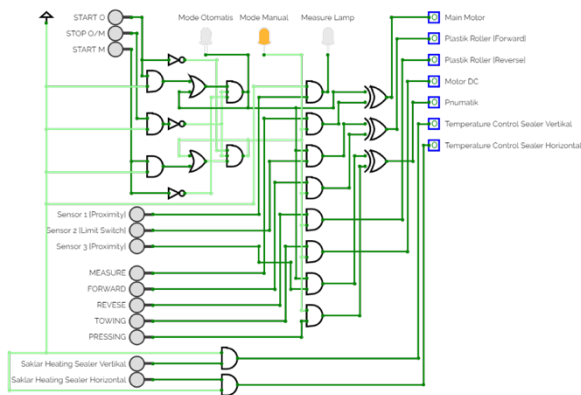 Mode Otomatis
Mode Manual
Measure Lamp
START O
STOP O/M
START M
Main Motor
Plastik Roller (Forward)
Plastik Roller (Reverse)
Motor DC
Pnumatik
Temperature Control Sealer Vertikal
Temperature Control Sealer Horizontal
Sensor 1 (Proximity)
Sensor 2 (Limit Switch)
Sensor 3 (Proximity)
MEASURE
FORWARD
REVESE
TOWING
PRESSING
Saklar Healing Sealer Vertikal
Saklar Healing Sealer Horizontal